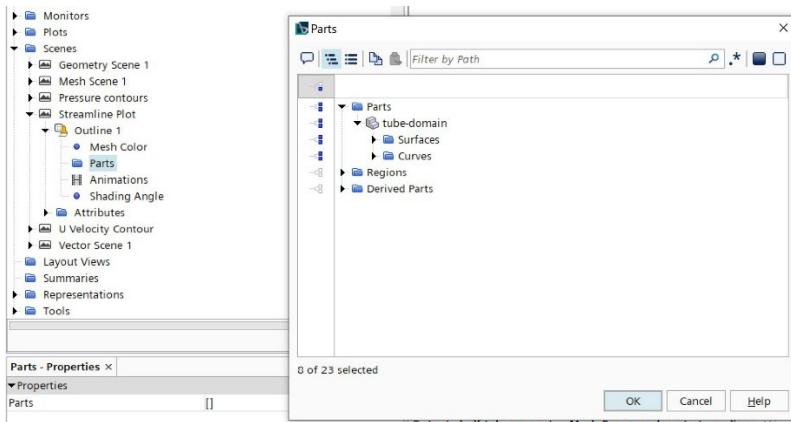 Monitors
Plots
Scenes
Geometry Scene 1
Mesh Scene 1
Pressure contours
Streamline Plot
Outline 1
Mesh Color
Parts
Animations
Shading Angle
Attributes
U Velocity Contour
Vector Scene 1
Layout Views
Summaries
Representations
Tools
Parts - Properties ×
Properties
Parts []
Parts
Filter by Path .*
Parts
tube-domain
Surfaces
Curves
Regions
Derived Parts
8 of 23 selected
OK Cancel Help